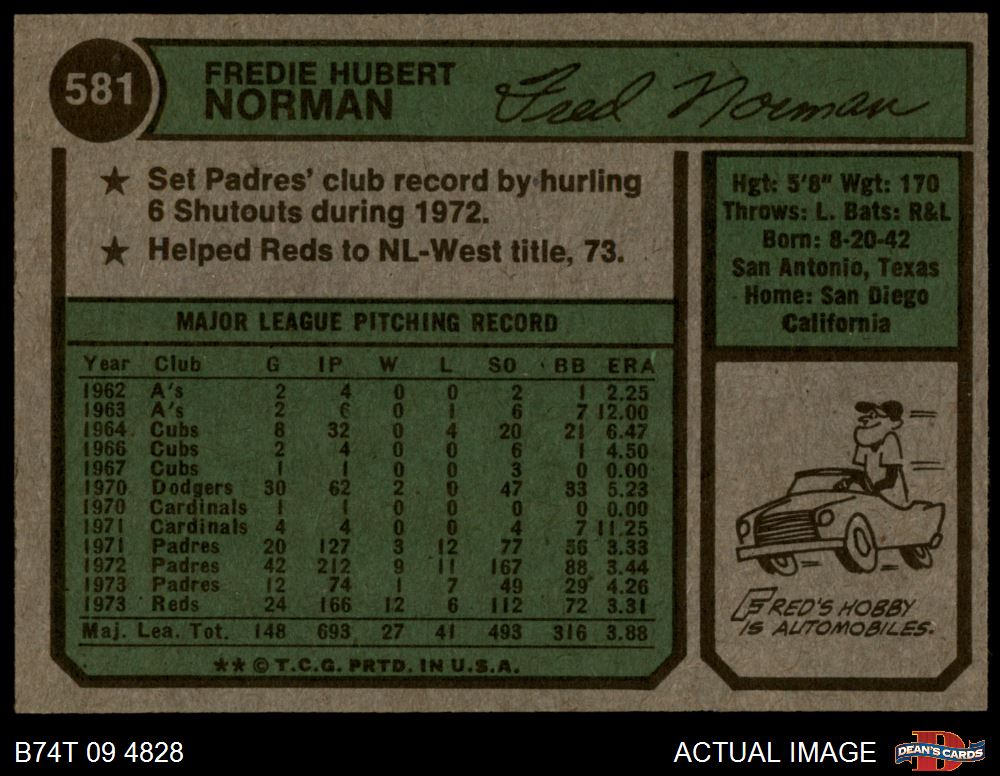 581
FREDIE HUBERT
NORMAN
Fred Norman
★ Set Padres' club record by hurling
6 Shutouts during 1972.
★ Helped Reds to NL-West title, 73.
Hgt: 5'8" Wgt: 170
Throws: L. Bats: R&L
Born: 8-20-42
San Antonio, Texas
Home: San Diego
California
MAJOR LEAGUE PITCHING RECORD
Year Club G IP W L SO BB ERA
1962 A's 2 4 0 0 2 1 2.25
1963 A's 2 6 0 1 6 7 12.00
1964 Cubs 8 32 0 4 20 21 6.47
1966 Cubs 2 4 0 0 6 1 4.50
1967 Cubs 1 1 0 0 3 0 0.00
1970 Dodgers 30 62 2 0 47 33 5.23
1970 Cardinals 1 1 0 0 0 0 0.00
1971 Cardinals 4 4 0 0 4 7 11.25
1971 Padres 20 127 3 12 77 56 3.33
1972 Padres 42 212 9 11 167 88 3.44
1973 Padres 12 74 1 7 49 29 4.26
1973 Reds 24 166 12 6 112 72 3.31
Maj. Lea. Tot. 148 693 27 41 493 316 3.88
★★ © T.C.G. PRTD. IN U.S.A.
FRED'S HOBBY
IS AUTOMOBILES.
B74T 09 4828
ACTUAL IMAGE
DEAN'S CARDS